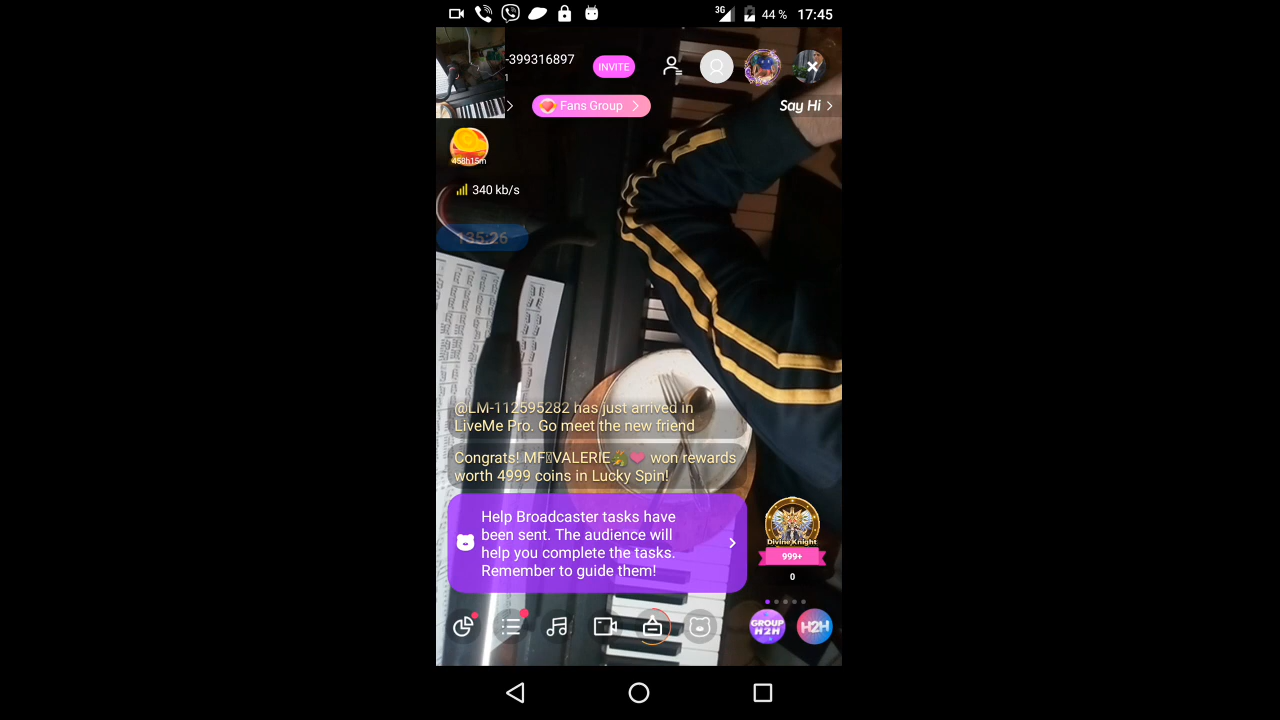 3G 44 % 17:45
-399316897
INVITE
1
Fans Group
Say Hi
458h15m
340 kb/s
135:26
@LM-112595282 has just arrived in
LiveMe Pro. Go meet the new friend
Congrats! MF▯VALERIE🌿💗 won rewards
worth 4999 coins in Lucky Spin!
Help Broadcaster tasks have
been sent. The audience will
help you complete the tasks.
Remember to guide them!
Divine Knight
999+
0
GROUP
H2H
H2H